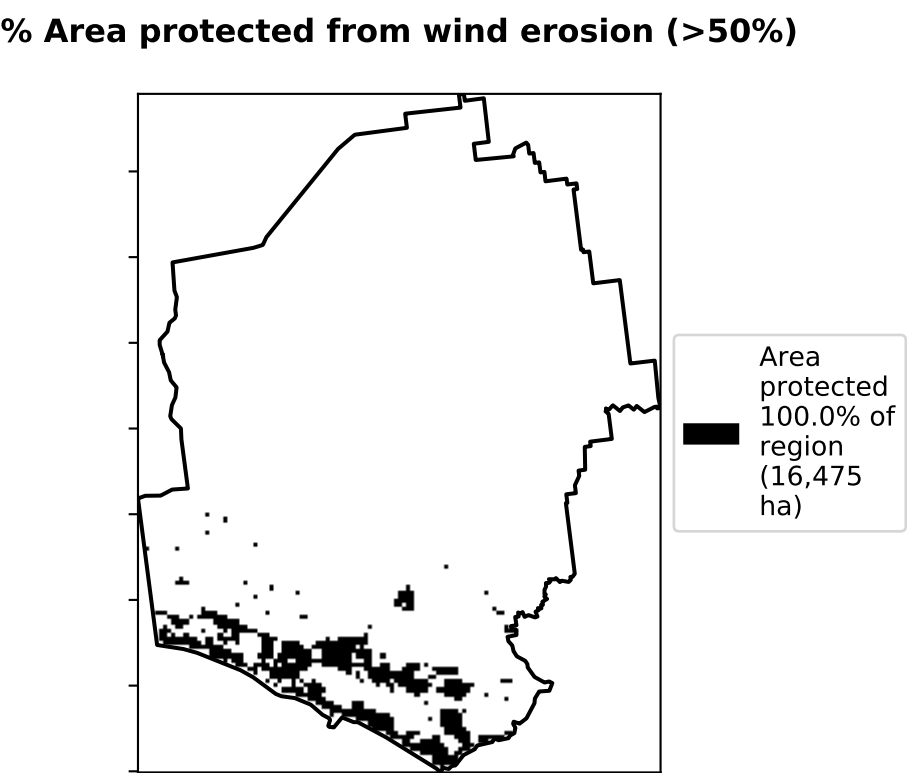 % Area protected from wind erosion (>50%)
Area
protected
100.0% of
region
(16,475
ha)